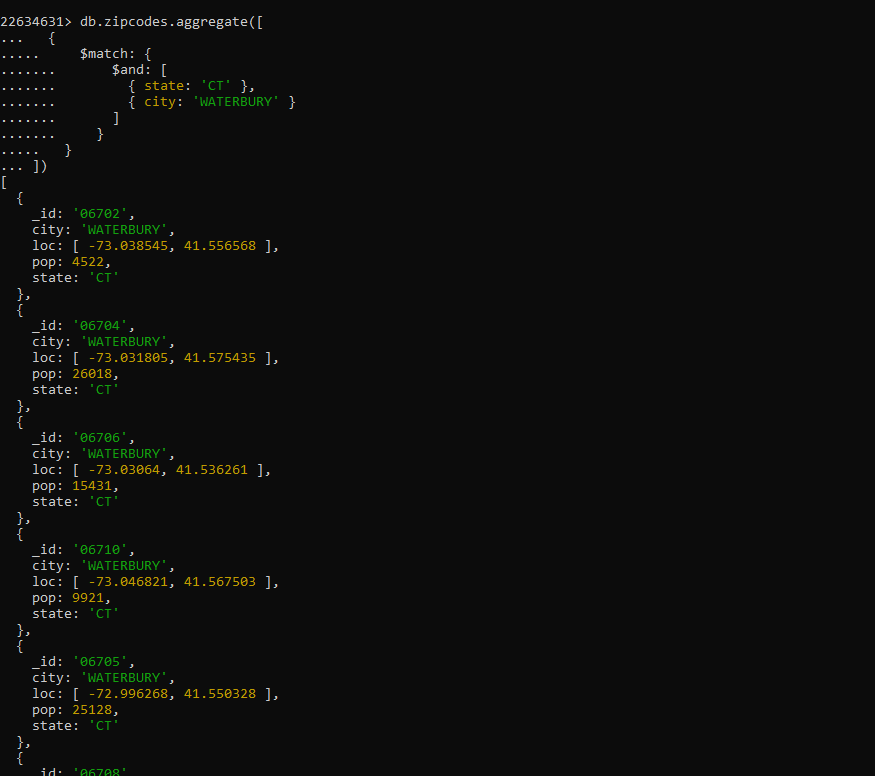 22634631> db.zipcodes.aggregate([
...   {
.....     $match: {
.......       $and: [
.......         { state: 'CT' },
.......         { city: 'WATERBURY' }
.......       ]
.......     }
.....   }
... ])
[
  {
    _id: '06702',
    city: 'WATERBURY',
    loc: [ -73.038545, 41.556568 ],
    pop: 4522,
    state: 'CT'
  },
  {
    _id: '06704',
    city: 'WATERBURY',
    loc: [ -73.031805, 41.575435 ],
    pop: 26018,
    state: 'CT'
  },
  {
    _id: '06706',
    city: 'WATERBURY',
    loc: [ -73.03064, 41.536261 ],
    pop: 15431,
    state: 'CT'
  },
  {
    _id: '06710',
    city: 'WATERBURY',
    loc: [ -73.046821, 41.567503 ],
    pop: 9921,
    state: 'CT'
  },
  {
    _id: '06705',
    city: 'WATERBURY',
    loc: [ -72.996268, 41.550328 ],
    pop: 25128,
    state: 'CT'
  },
  {
    _id: '06708',